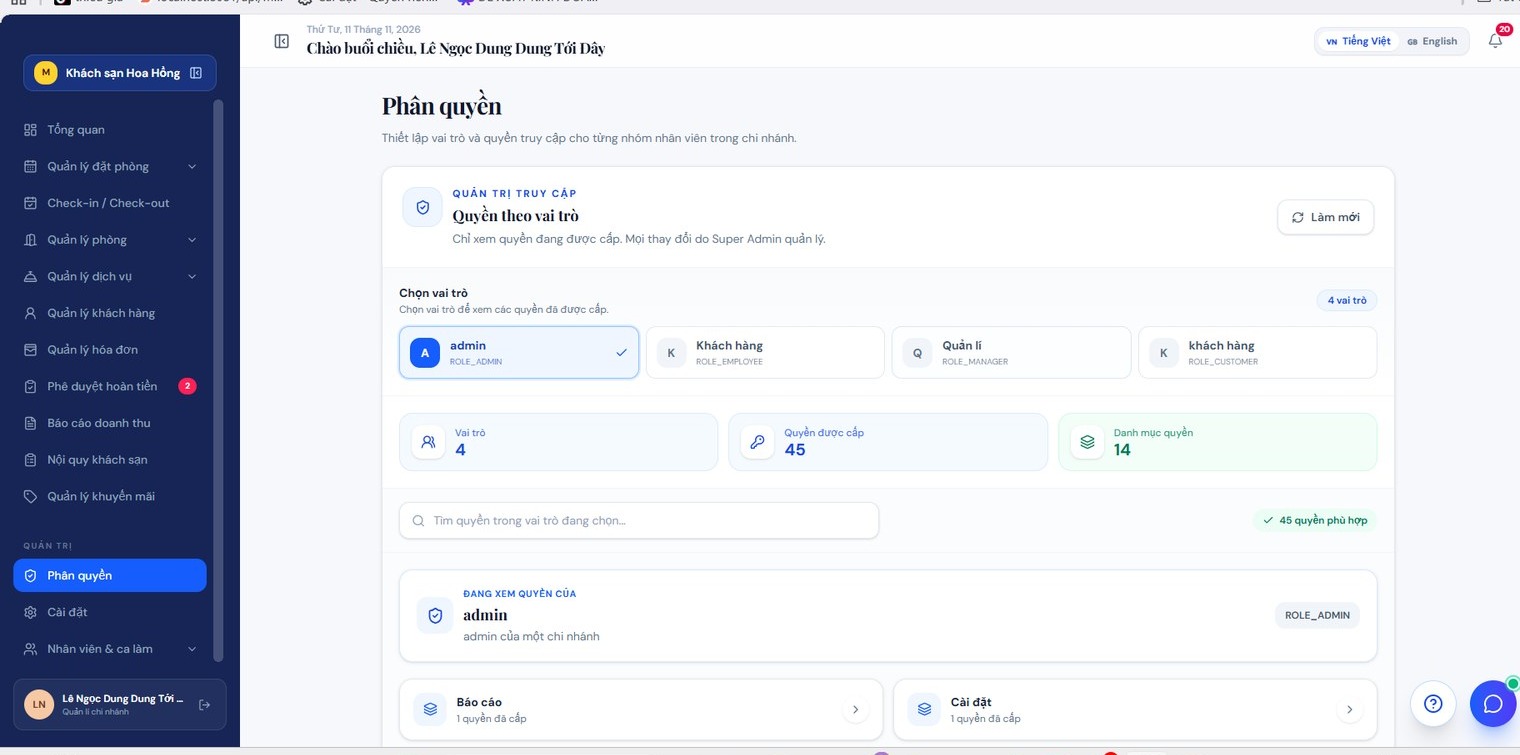 Thứ Tư, 11 Tháng 11, 2026
Chào buổi chiều, Lê Ngọc Dung Dung Tới Đây
VN Tiếng Việt GB English
20
M Khách sạn Hoa Hồng
Tổng quan
Quản lý đặt phòng
Check-in / Check-out
Quản lý phòng
Quản lý dịch vụ
Quản lý khách hàng
Quản lý hóa đơn
Phê duyệt hoàn tiền 2
Báo cáo doanh thu
Nội quy khách sạn
Quản lý khuyến mãi
QUẢN TRỊ
Phân quyền
Cài đặt
Nhân viên & ca làm
LN
Lê Ngọc Dung Dung Tới ...
Quản lí chi nhánh
Phân quyền
Thiết lập vai trò và quyền truy cập cho từng nhóm nhân viên trong chi nhánh.
QUẢN TRỊ TRUY CẬP
Quyền theo vai trò
Chỉ xem quyền đang được cấp. Mọi thay đổi do Super Admin quản lý.
Làm mới
Chọn vai trò
Chọn vai trò để xem các quyền đã được cấp.
4 vai trò
A admin
ROLE_ADMIN
K Khách hàng
ROLE_EMPLOYEE
Q Quản lí
ROLE_MANAGER
K khách hàng
ROLE_CUSTOMER
Vai trò
4
Quyền được cấp
45
Danh mục quyền
14
Tìm quyền trong vai trò đang chọn...
45 quyền phù hợp
ĐANG XEM QUYỀN CỦA
admin
admin của một chi nhánh
ROLE_ADMIN
Báo cáo
1 quyền đã cấp
Cài đặt
1 quyền đã cấp